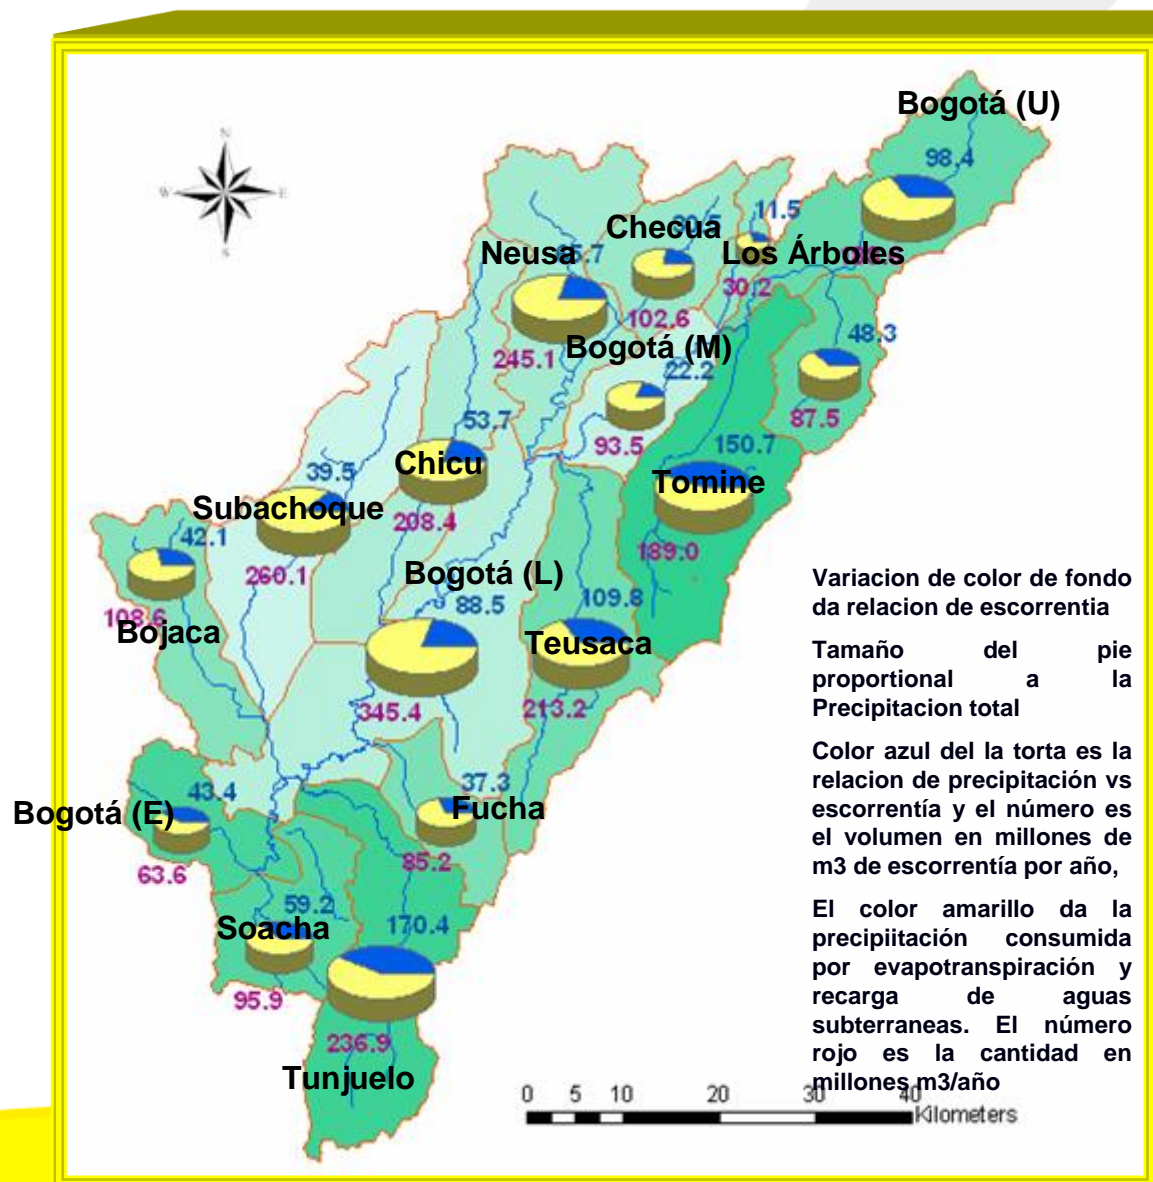 Bogotá (U)
N
W
E
S
98.4
11.5
Checua
Neusa
Los Árboles
30.2
102.6
245.1
Bogotá (M)
22.2
48.3
93.5
87.5
53.7
150.7
Chicu
39.5
Tomine
Subachoque
208.4
42.1
189.0
260.1
Bogotá (L)
88.5
109.8
108.6
Bojaca
Teusaca
345.4
213.2
43.4
37.3
Bogotá (E)
Fucha
85.2
63.6
59.2
Soacha
170.4
95.9
236.9
Tunjuelo
Variacion de color de fondo
da relacion de escorrentia
Tamaño del pie
proportional a la
Precipitacion total
Color azul del la torta es la
relacion de precipitación vs
escorrentía y el número es
el volumen en millones de
m3 de escorrentía por año,
El color amarillo da la
precipiitación consumida
por evapotranspiración y
recarga de aguas
subterraneas. El número
rojo es la cantidad en
millones m3/año
0 5 10 20 30 40
Kilometers